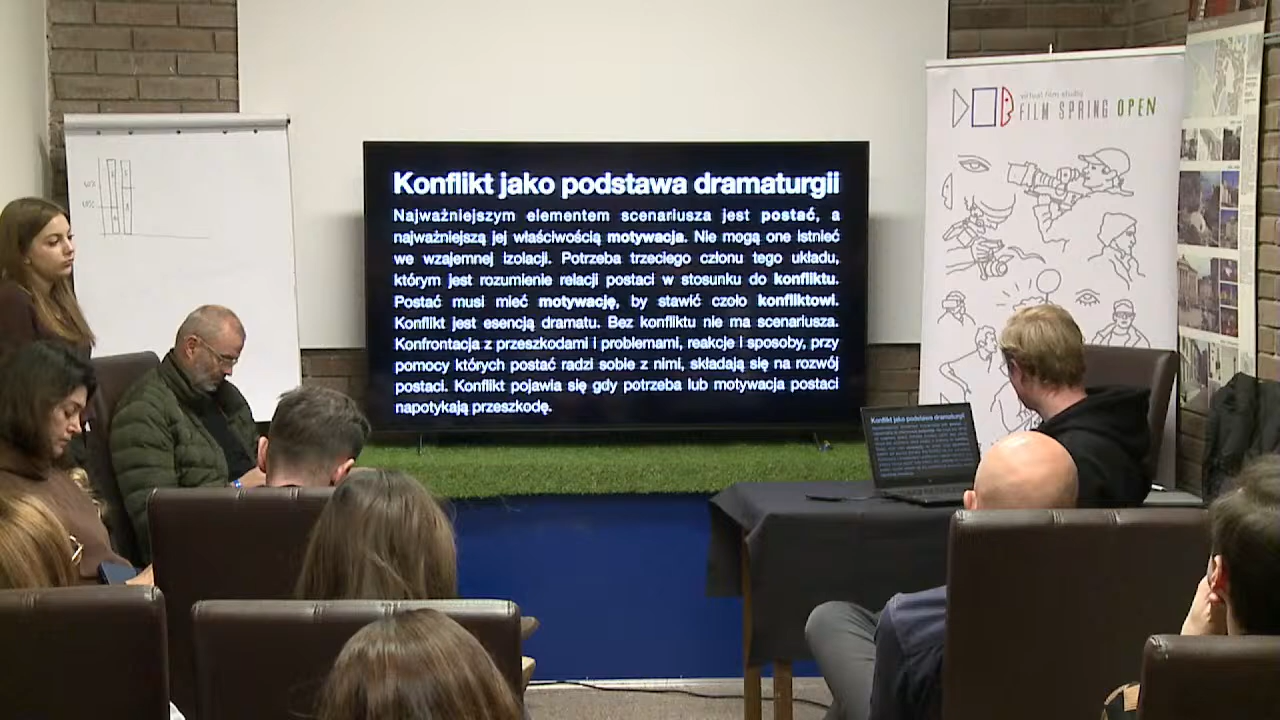 Konflikt jako podstawa dramaturgii
Najważniejszym elementem scenariusza jest postać, a
najważniejszą jej właściwością motywacja. Nie mogą one istnieć
we wzajemnej izolacji. Potrzeba trzeciego członu tego układu,
którym jest rozumienie relacji postaci w stosunku do konfliktu.
Postać musi mieć motywację, by stawić czoło konfliktowi.
Konflikt jest esencją dramatu. Bez konfliktu nie ma scenariusza.
Konfrontacja z przeszkodami i problemami, reakcje i sposoby, przy
pomocy których postać radzi sobie z nimi, składają się na rozwój
postaci. Konflikt pojawia się gdy potrzeba lub motywacja postaci
napotykają przeszkodę.
virtual film studio
FILM SPRING OPEN
Konflikt jako podstawa dramaturgii